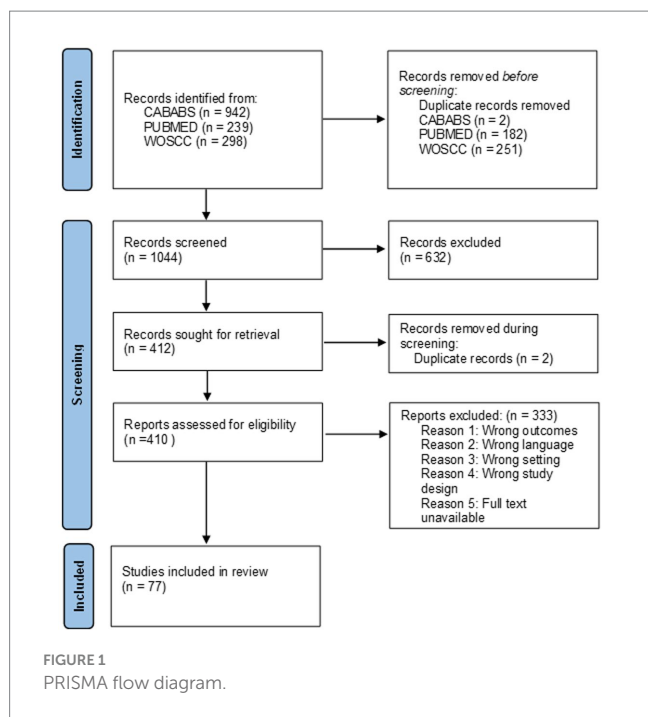 Identification
Records identified from:
CABABS (n = 942)
PUBMED (n = 239)
WOSCC (n = 298)
Records removed before
screening:
Duplicate records removed
CABABS (n = 2)
PUBMED (n = 182)
WOSCC (n = 251)
Screening
Records screened
(n = 1044)
Records excluded
(n = 632)
Records sought for retrieval
(n = 412)
Records removed during
screening:
Duplicate records (n = 2)
Reports assessed for eligibility
(n =410 )
Reports excluded: (n = 333)
Reason 1: Wrong outcomes
Reason 2: Wrong language
Reason 3: Wrong setting
Reason 4: Wrong study
design
Reason 5: Full text
unavailable
Included
Studies included in review
(n = 77)
FIGURE 1
PRISMA flow diagram.